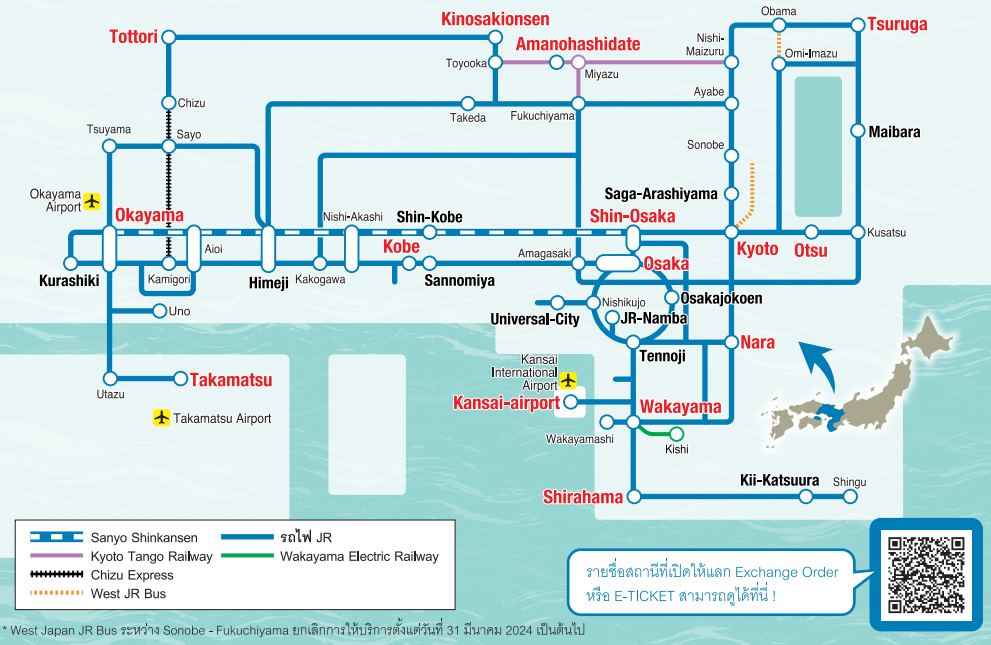 Obama
Kinosakionsen
Tsuruga
Tottori
Amanohashidate
Nishi-
Maizuru
Omi-Imazu
Toyooka
Miyazu
Chizu
Ayabe
Takeda
Fukuchiyama
Tsuyama
Sayo
Maibara
Sonobe
Okayama
Airport
Saga-Arashiyama
Okayama
Nishi-Akashi
Shin-Kobe
Shin-Osaka
Aioi
Kobe
Amagasaki
Kyoto
Otsu
Kusatsu
Osaka
Kurashiki
Kamigori
Himeji
Kakogawa
Sannomiya
Nishikujo
Osakajokoen
Uno
Universal-City
JR-Namba
Nara
Tennoji
Kansai
International
Airport
Takamatsu
Utazu
Kansai-airport
Wakayama
Takamatsu Airport
Wakayamashi
Kishi
Kii-Katsuura
Shingu
Shirahama
Sanyo Shinkansen
รถไฟ JR
Kyoto Tango Railway
Wakayama Electric Railway
Chizu Express
West JR Bus
รายชื่อสถานีที่เปิดให้แลก Exchange Order
หรือ E-TICKET สามารถดูได้ที่นี่ !
* West Japan JR Bus ระหว่าง Sonobe - Fukuchiyama ยกเลิกการให้บริการตั้งแต่วันที่ 31 มีนาคม 2024 เป็นต้นไป